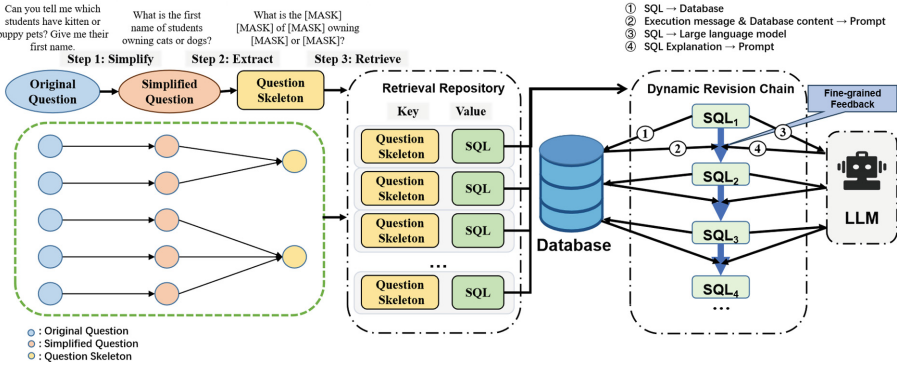 Can you tell me which
students have kitten or
puppy pets? Give me their
first name.
What is the first
name of students
owning cats or dogs?
What is the [MASK]
[MASK] of [MASK] owning
[MASK] or [MASK]?
① SQL → Database
② Execution message & Database content → Prompt
③ SQL → Large language model
④ SQL Explanation → Prompt
Step 1: Simplify
Step 2: Extract
Step 3: Retrieve
Original
Question
Simplified
Question
Question
Skeleton
Retrieval Repository
Key
Value
Question
Skeleton
SQL
Question
Skeleton
SQL
Question
Skeleton
SQL
...
Question
Skeleton
SQL
Database
Dynamic Revision Chain
Fine-grained
Feedback
SQL₁
①
②
③
④
SQL₂
SQL₃
SQL₄
...
LLM
: Original Question
: Simplified Question
: Question Skeleton